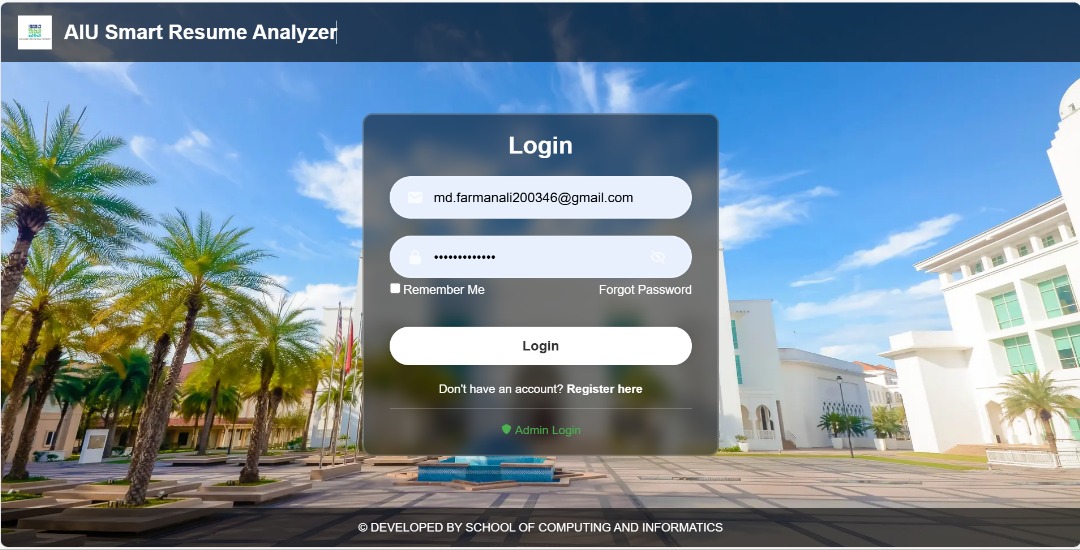 AIU Smart Resume Analyzer
Login
md.farmanali200346@gmail.com
•••••••••••••
Remember Me
Forgot Password
Login
Don't have an account? Register here
Admin Login
© DEVELOPED BY SCHOOL OF COMPUTING AND INFORMATICS